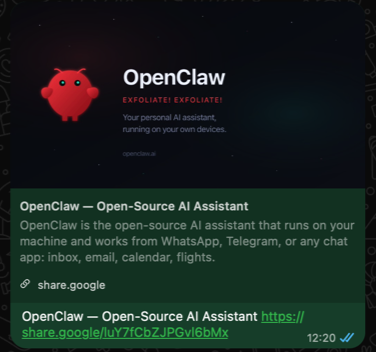 OpenClaw
EXFOLIATE! EXFOLIATE!
Your personal AI assistant,
running on your own devices.
openclaw.ai
OpenClaw — Open-Source AI Assistant
OpenClaw is the open-source AI assistant that runs on your
machine and works from WhatsApp, Telegram, or any chat
app: inbox, email, calendar, flights.
share.google
OpenClaw — Open-Source AI Assistant https://
share.google/luY7fCbZJPGvl6bMx
12:20